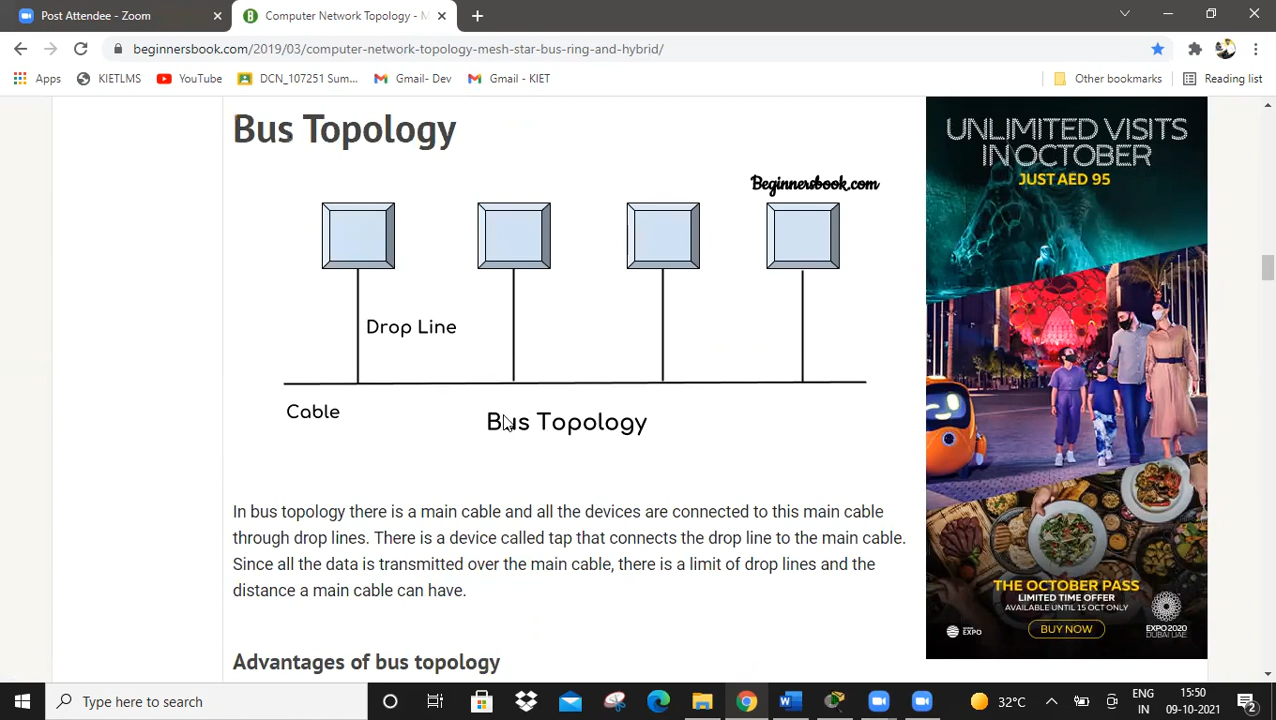 Post Attendee - Zoom
Computer Network Topology - M
beginnersbook.com/2019/03/computer-network-topology-mesh-star-bus-ring-and-hybrid/
Apps
KIETLMS
YouTube
DCN_107251 Sum...
Gmail- Dev
Gmail - KIET
Other bookmarks
Reading list
Bus Topology
Beginnersbook.com
Drop Line
Cable
Bus Topology
In bus topology there is a main cable and all the devices are connected to this main cable
through drop lines. There is a device called tap that connects the drop line to the main cable.
Since all the data is transmitted over the main cable, there is a limit of drop lines and the
distance a main cable can have.
Advantages of bus topology
UNLIMITED VISITS
IN OCTOBER
JUST AED 95
THE OCTOBER PASS
LIMITED TIME OFFER
AVAILABLE UNTIL 15 OCT ONLY
BUY NOW
EXPO
EXPO2020
DUBAI UAE
Type here to search
32°C
ENG
IN
15:50
09-10-2021
2